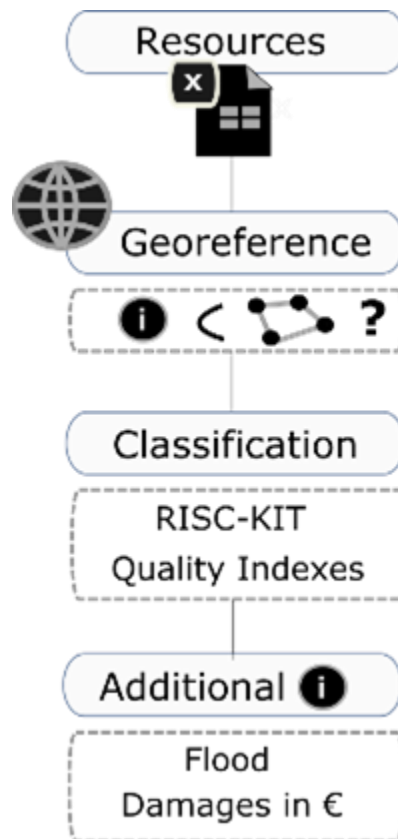 Resources
x
Georeference
i ?
Classification
RISC-KIT
Quality Indexes
Additional i
Flood
Damages in €